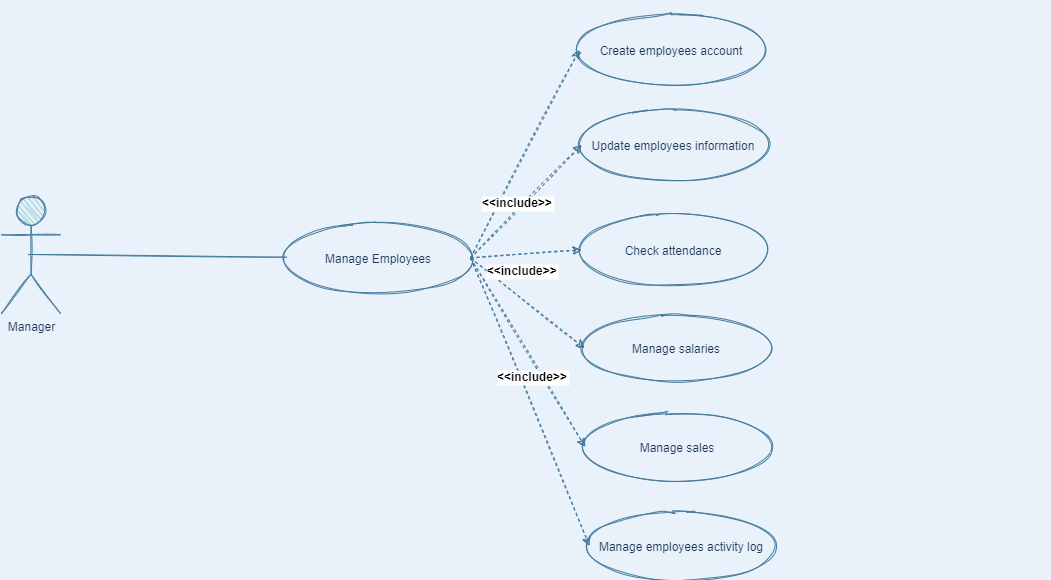 Create employees account
Update employees information
<<include>>
Check attendance
Manage Employees
<<include>>
Manager
Manage salaries
<<include>>
Manage sales
Manage employees activity log